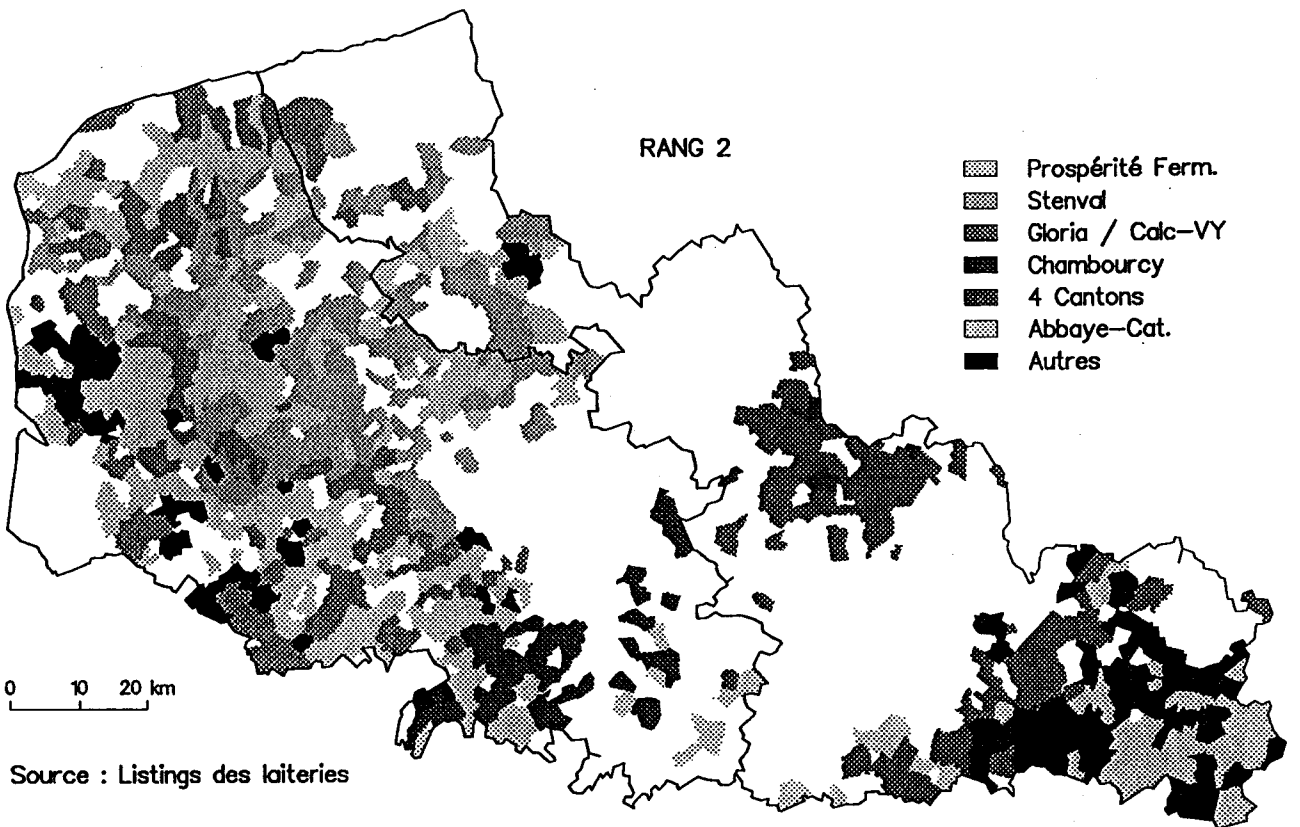 RANG 2
Prospérité Ferm.
Stenval
Gloria / Calc-VY
Chambourcy
4 Cantons
Abbaye-Cat.
Autres
0 10 20 km
Source : Listings des laiteries